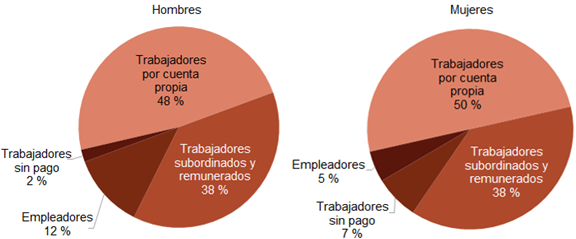 Hombres
Trabajadores
por cuenta
propia
48 %
Trabajadores
subordinados y
remunerados
38 %
Trabajadores
sin pago
2 %
Empleadores
12 %
Mujeres
Trabajadores
por cuenta
propia
50 %
Trabajadores
subordinados y
remunerados
38 %
Empleadores
5 %
Trabajadores
sin pago
7 %